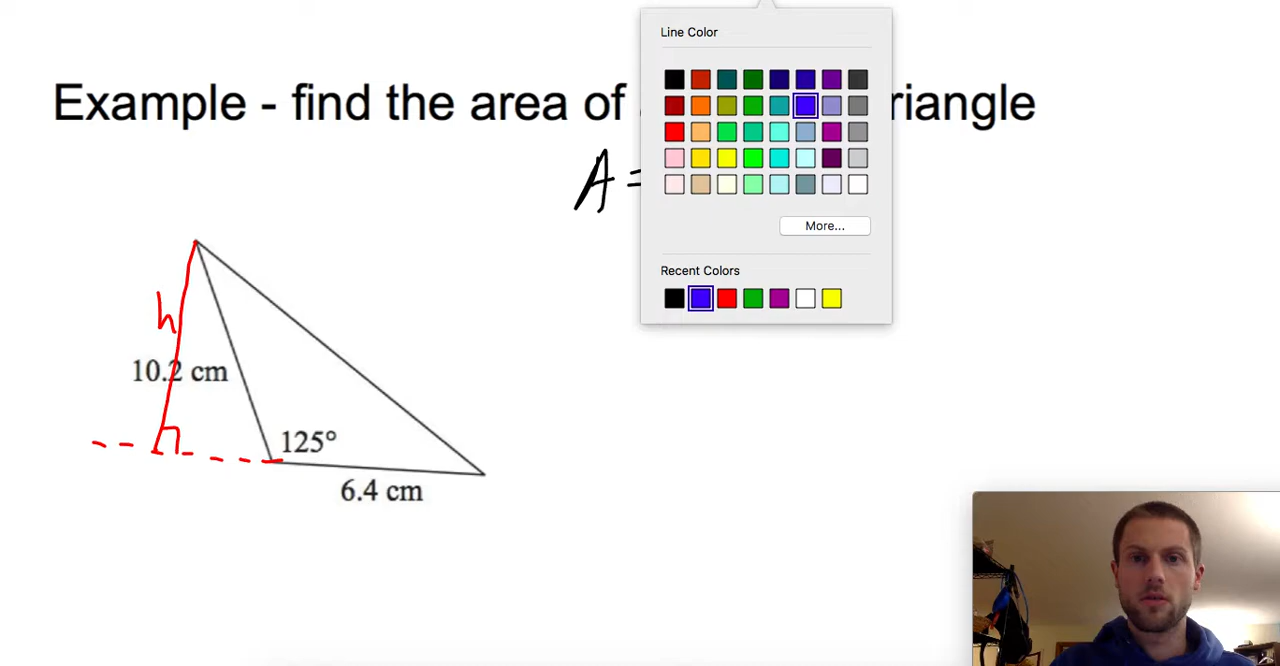 Line Color
Example - find the area of
riangle
A =
More...
Recent Colors
h
10.2 cm
125°
6.4 cm